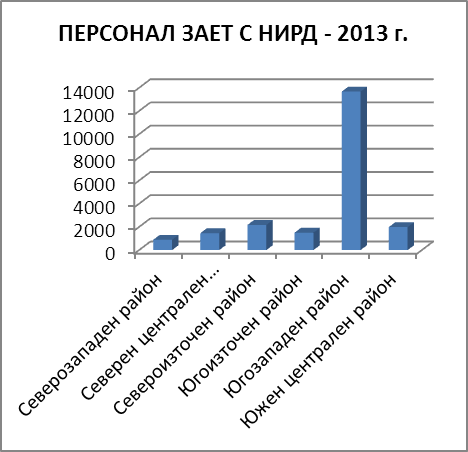 ПЕРСОНАЛ ЗАЕТ С НИРД - 2013 г.
14000
12000
10000
8000
6000
4000
2000
0
Северозападен район
Северен централен...
Североизточен район
Югоизточен район
Югозападен район
Южен централен район